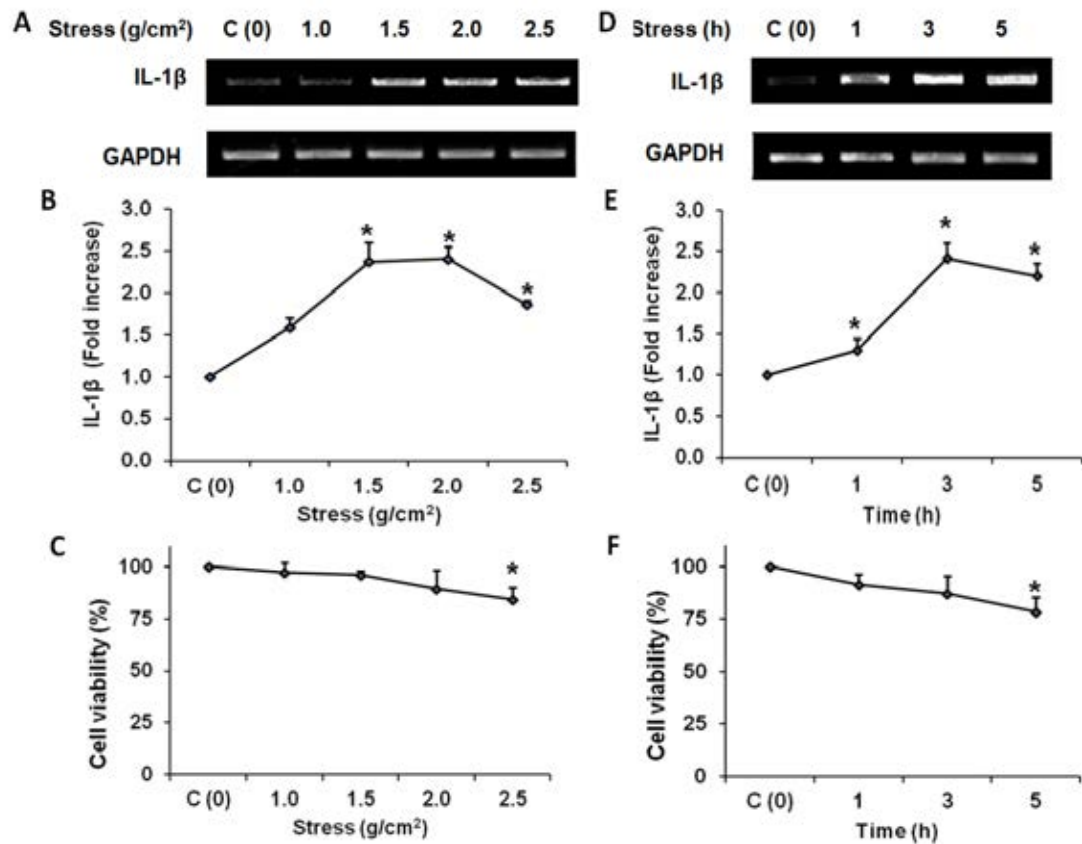 A Stress (g/cm²) C (0) 1.0 1.5 2.0 2.5
IL-1β
GAPDH
B
IL-1β (Fold increase)
3.0
2.5
2.0
1.5
1.0
0.5
0.0
* * *
C (0) 1.0 1.5 2.0 2.5
Stress (g/cm²)
C
Cell viability (%)
100
75
50
25
0
*
C (0) 1.0 1.5 2.0 2.5
Stress (g/cm²)
D Stress (h) C (0) 1 3 5
IL-1β
GAPDH
E
IL-1β (Fold increase)
3.0
2.5
2.0
1.5
1.0
0.5
0.0
* * *
C (0) 1 3 5
Time (h)
F
Cell viability (%)
100
75
50
25
0
*
C (0) 1 3 5
Time (h)